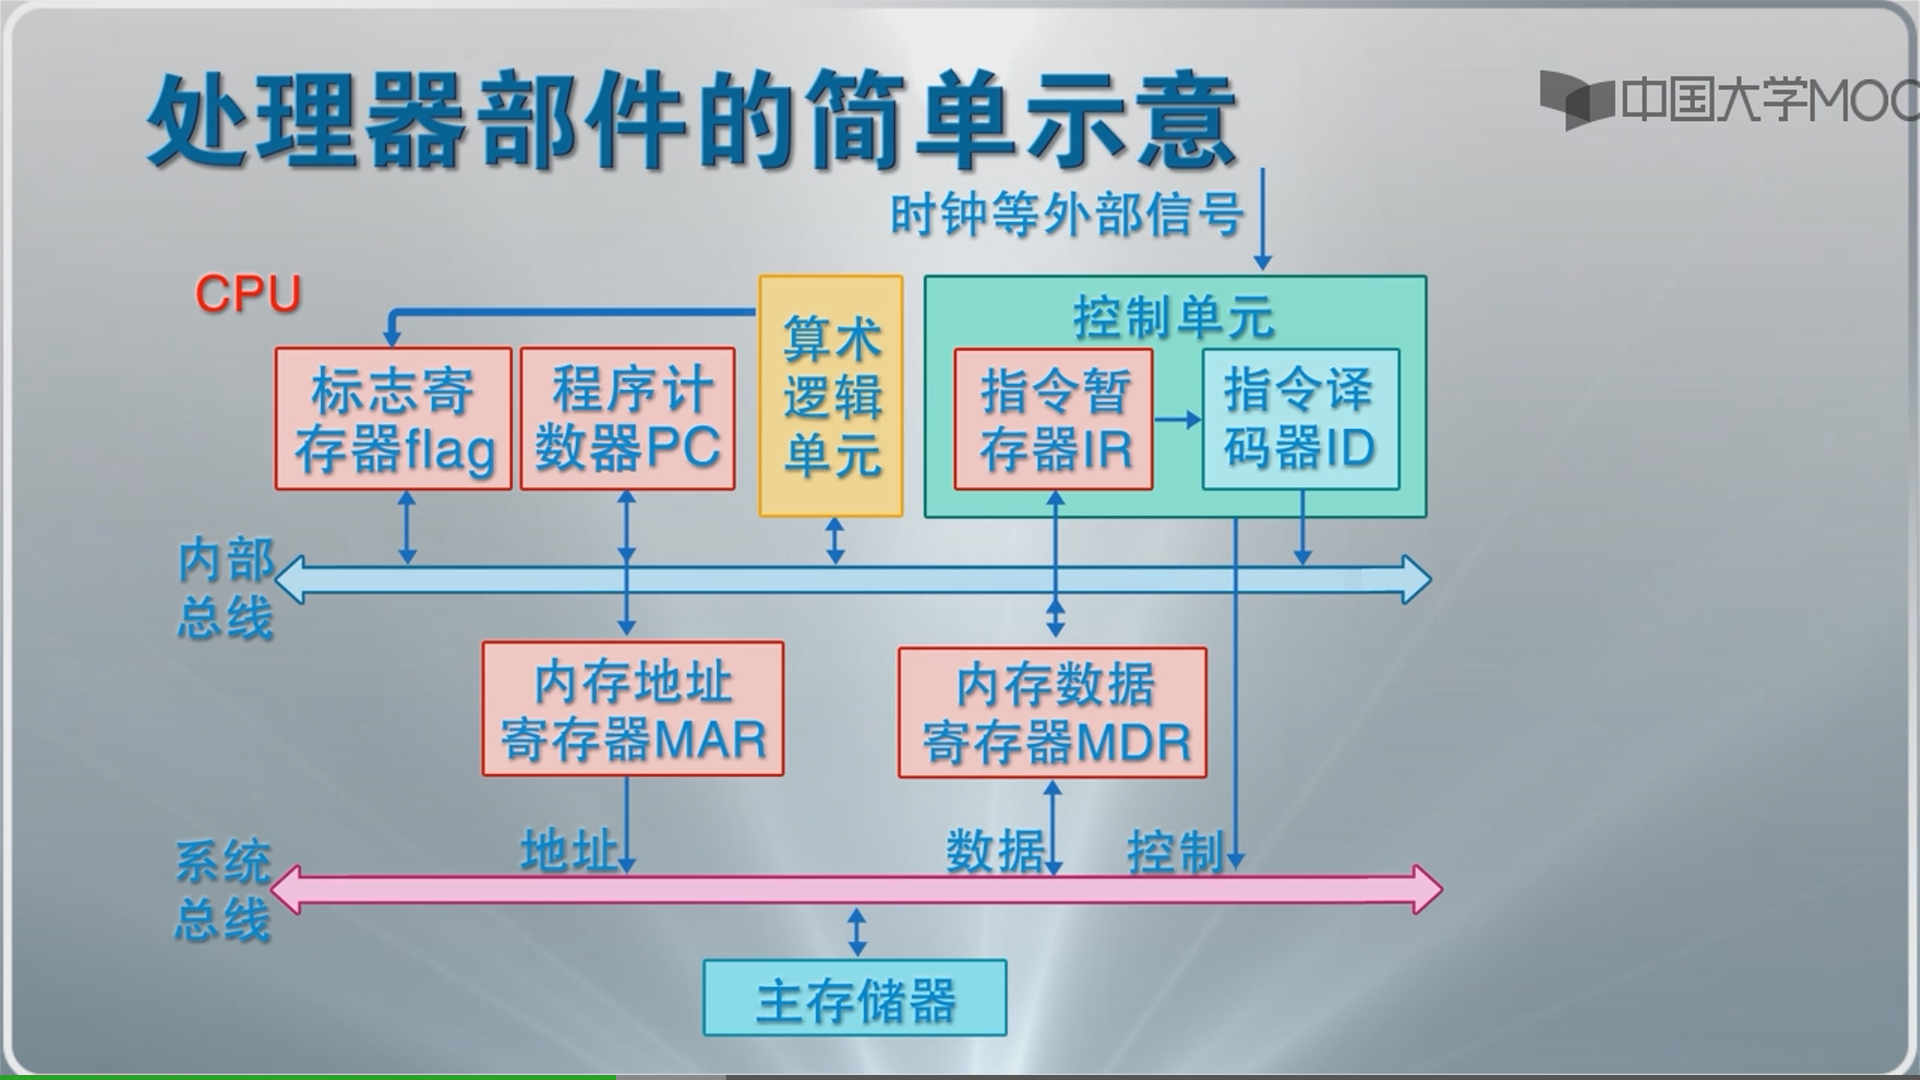 处理器部件的简单示意
中国大学MOO
时钟等外部信号
CPU
标志寄
存器flag
程序计
数器PC
算术
逻辑
单元
控制单元
指令暂
存器IR
指令译
码器ID
内部
总线
内存地址
寄存器MAR
内存数据
寄存器MDR
地址
数据
控制
系统
总线
主存储器